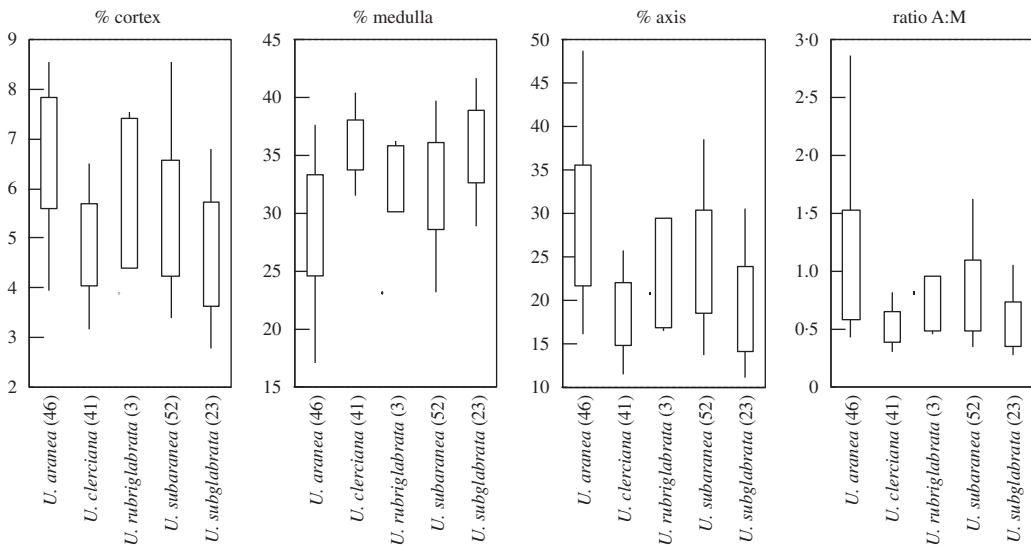 % cortex
9
8
7
6
5
4
3
2
U. aranea (46)
U. clerciana (41)
U. rubriglabrata (3)
U. subaranea (52)
U. subglabrata (23)
% medulla
45
40
35
30
25
20
15
U. aranea (46)
U. clerciana (41)
U. rubriglabrata (3)
U. subaranea (52)
U. subglabrata (23)
% axis
50
45
40
35
30
25
20
15
10
U. aranea (46)
U. clerciana (41)
U. rubriglabrata (3)
U. subaranea (52)
U. subglabrata (23)
ratio A:M
3·0
2·5
2·0
1·5
1·0
0·5
0
U. aranea (46)
U. clerciana (41)
U. rubriglabrata (3)
U. subaranea (52)
U. subglabrata (23)